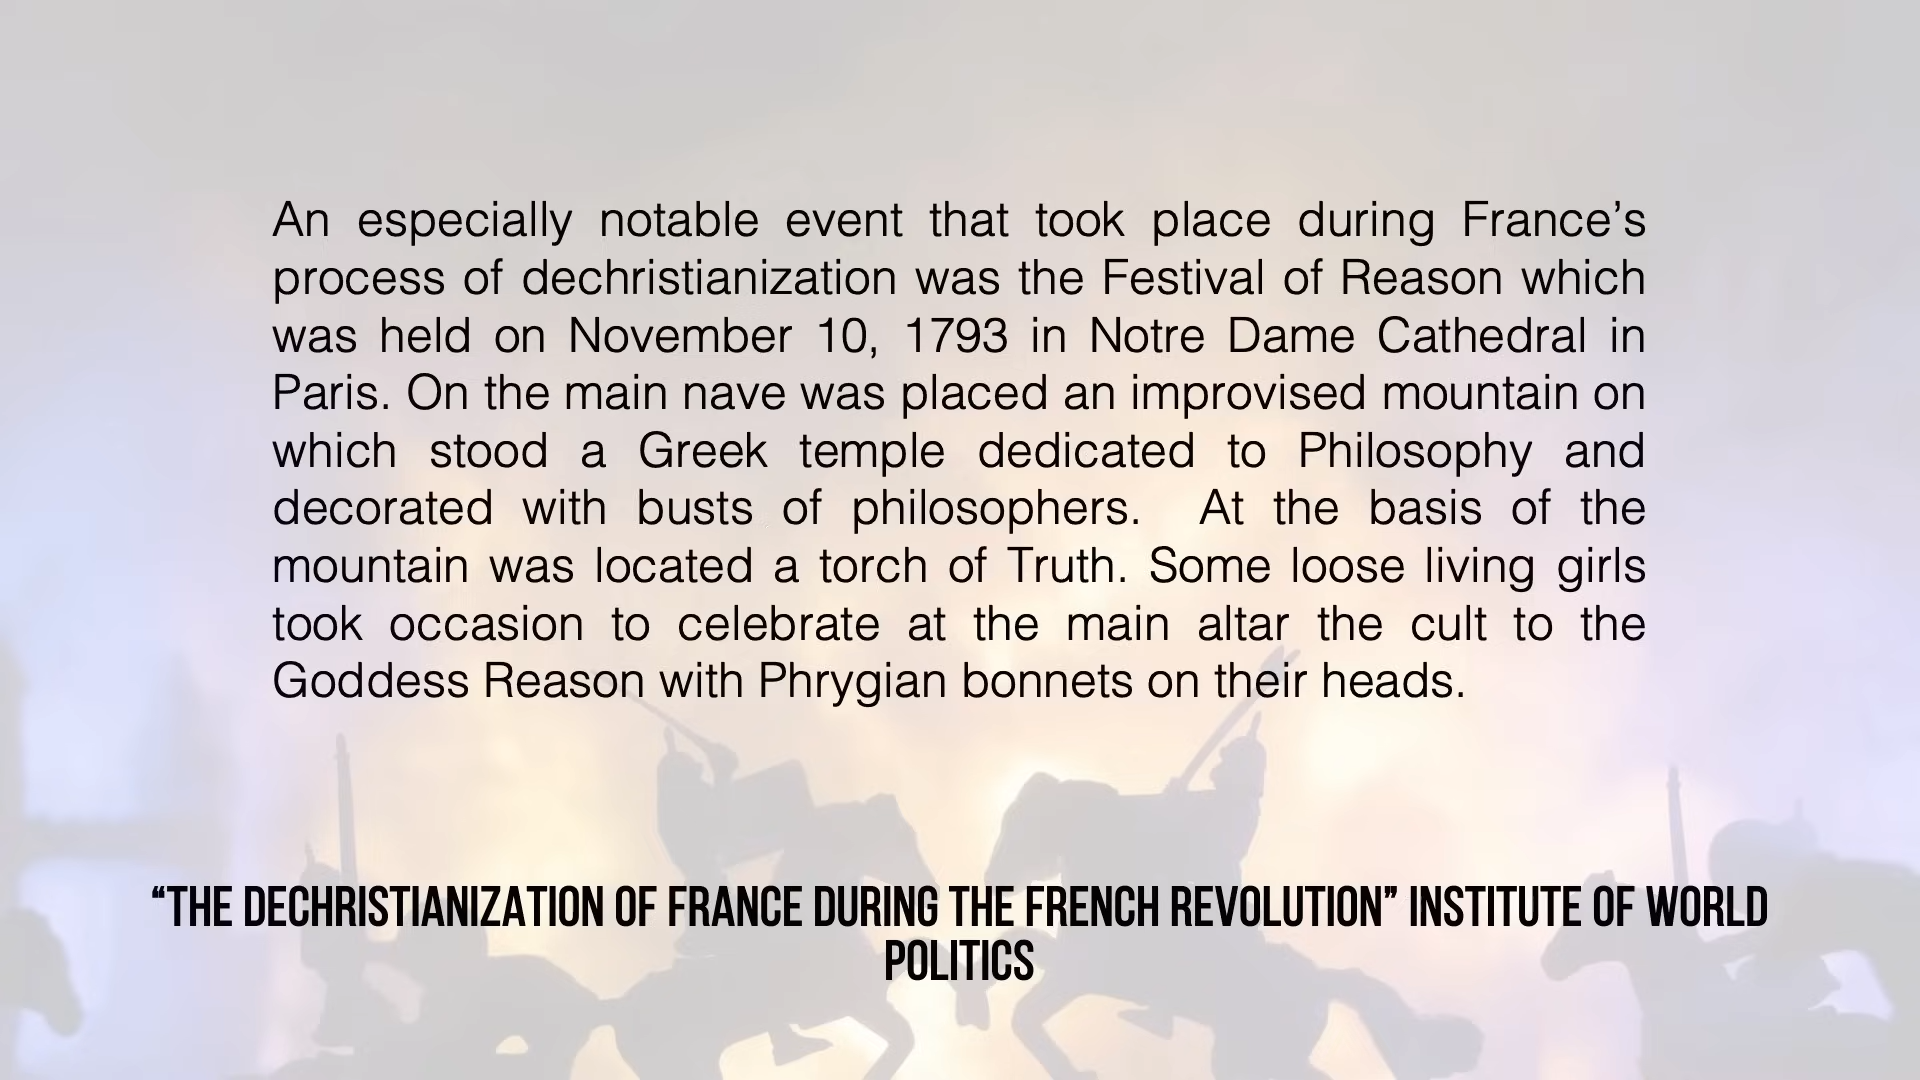 An especially notable event that took place during France’s
process of dechristianization was the Festival of Reason which
was held on November 10, 1793 in Notre Dame Cathedral in
Paris. On the main nave was placed an improvised mountain on
which stood a Greek temple dedicated to Philosophy and
decorated with busts of philosophers.  At the basis of the
mountain was located a torch of Truth. Some loose living girls
took occasion to celebrate at the main altar the cult to the
Goddess Reason with Phrygian bonnets on their heads.
“THE DECHRISTIANIZATION OF FRANCE DURING THE FRENCH REVOLUTION” INSTITUTE OF WORLD
POLITICS